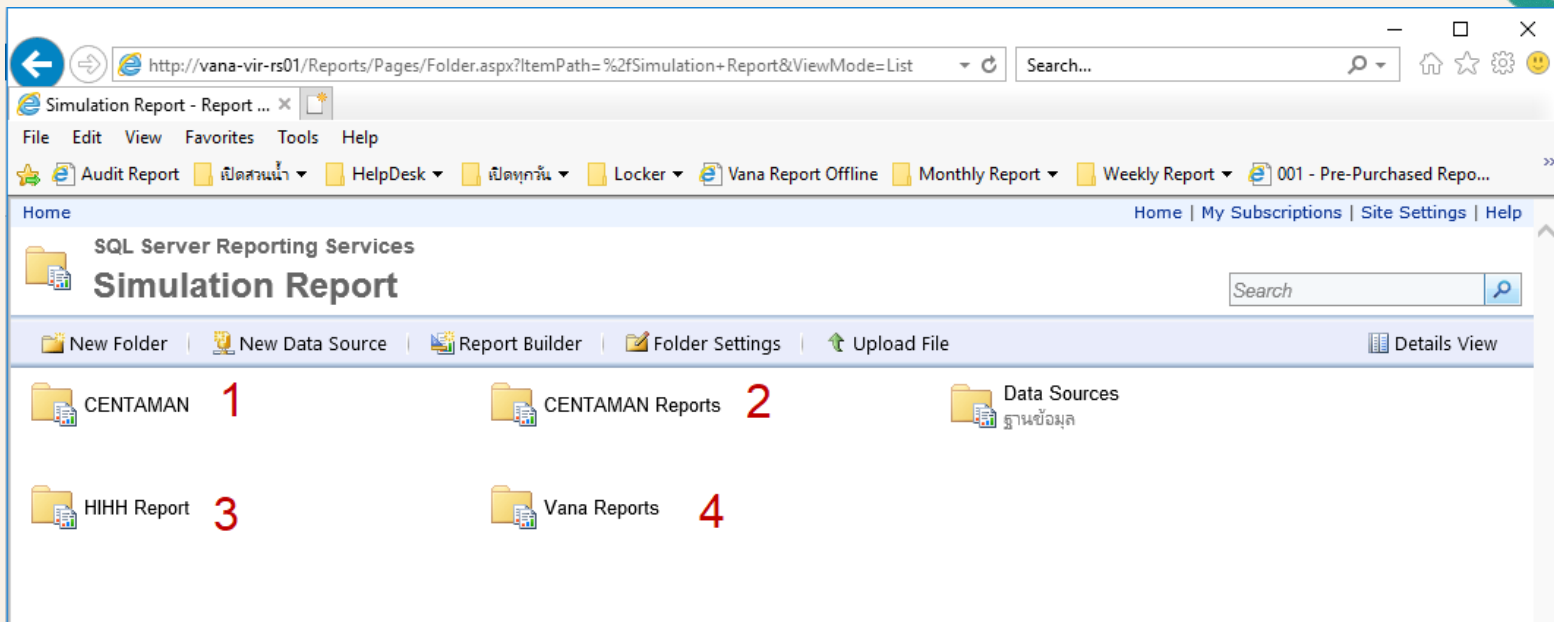 http://vana-vir-rs01/Reports/Pages/Folder.aspx?ItemPath=%2fSimulation+Report&ViewMode=List Search...
Simulation Report - Report ...
File Edit View Favorites Tools Help
Audit Report เปิดสวนน้ำ HelpDesk เปิดทุกวัน Locker Vana Report Offline Monthly Report Weekly Report 001 - Pre-Purchased Repo...
Home Home | My Subscriptions | Site Settings | Help
SQL Server Reporting Services
Simulation Report
Search
New Folder New Data Source Report Builder Folder Settings Upload File Details View
CENTAMAN 1 CENTAMAN Reports 2 Data Sources
ฐานข้อมูล
HIHH Report 3 Vana Reports 4